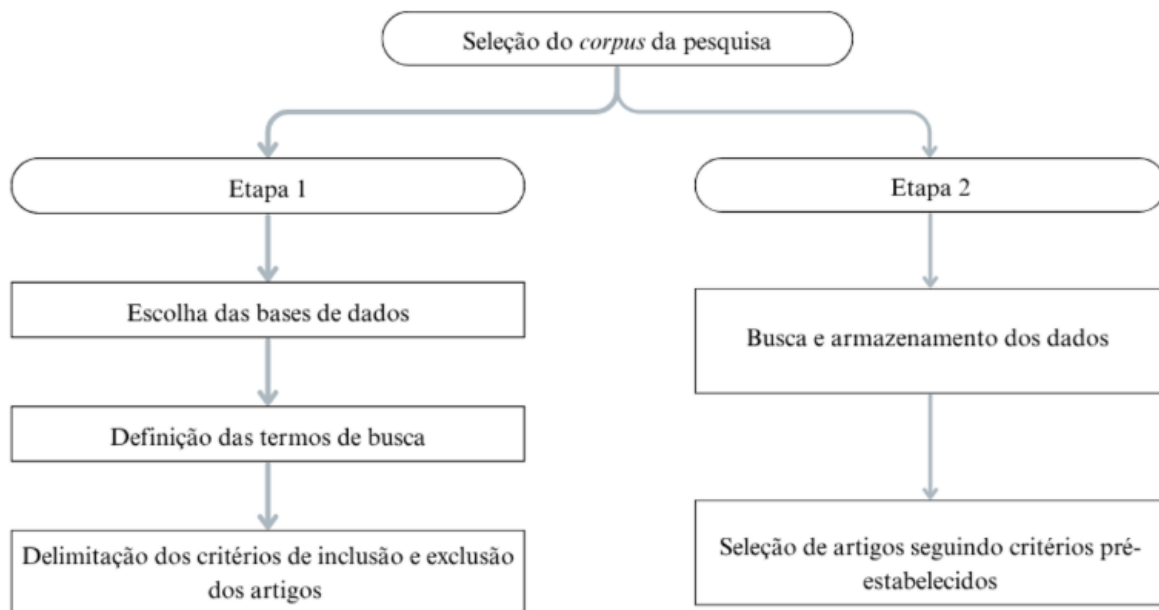 Seleção do corpus da pesquisa
Etapa 1
Escolha das bases de dados
Definição das termos de busca
Delimitação dos critérios de inclusão e exclusão
dos artigos
Etapa 2
Busca e armazenamento dos dados
Seleção de artigos seguindo critérios pré-
estabelecidos